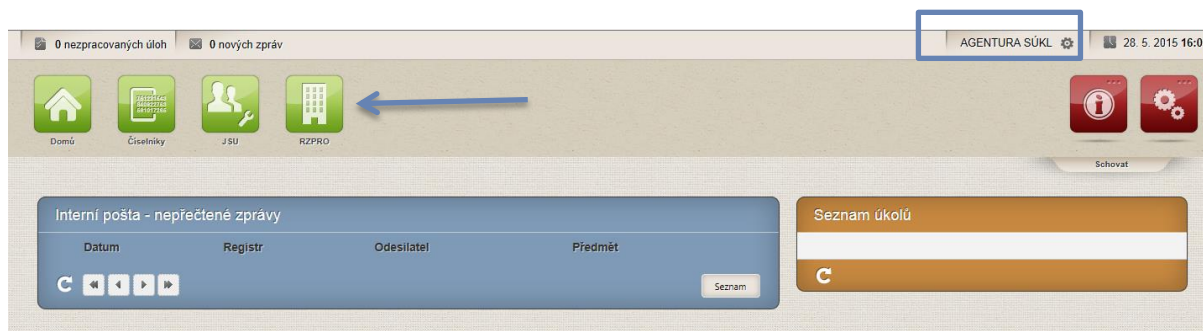 0 nezpracovaných úloh 0 nových zpráv AGENTURA SÚKL 28. 5. 2015 16:0
Domů Číselníky JSU RZPRO
Schovat
Interní pošta - nepřečtené zprávy
Datum Registr Odesilatel Předmět
Seznam
Seznam úkolů